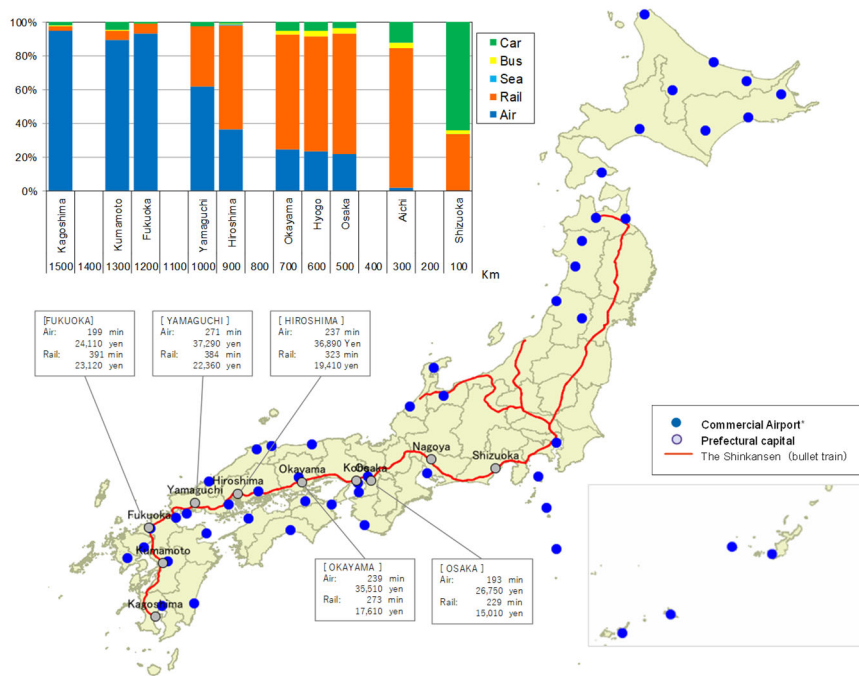 100%
80%
60%
40%
20%
0%
Car
Bus
Sea
Rail
Air
Kagoshima
Kumamoto
Fukuoka
Yamaguchi
Hiroshima
Okayama
Hyogo
Osaka
Aichi
Shizuoka
1500 1400 1300 1200 1100 1000 900 800 700 600 500 400 300 200 100 Km
[FUKUOKA]
Air: 199 min
24,110 yen
Rail: 391 min
23,120 yen
[ YAMAGUCHI ]
Air: 271 min
37,290 yen
Rail: 384 min
22,360 yen
[ HIROSHIMA ]
Air: 237 min
36,890 Yen
Rail: 323 min
19,410 yen
Commercial Airport*
Prefectural capital
The Shinkansen (bullet train)
Nagoya
Shizuoka
Okayama
Kobe
Osaka
Hiroshima
Yamaguchi
Fukuoka
Kumamoto
Kagoshima
[ OKAYAMA ]
Air: 239 min
35,510 yen
Rail: 273 min
17,610 yen
[ OSAKA ]
Air: 193 min
26,750 yen
Rail: 229 min
15,010 yen